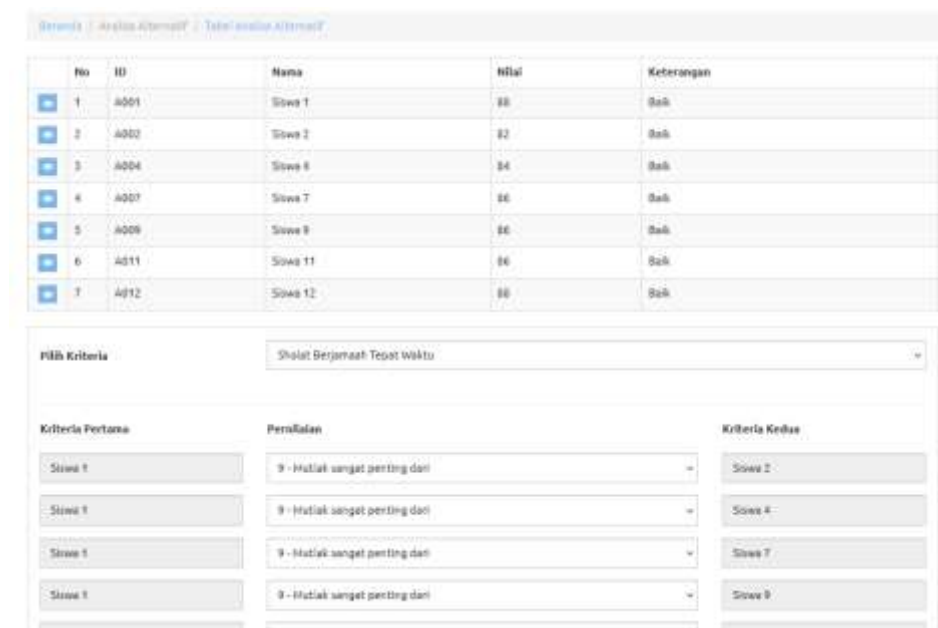 Beranda / Analisa Alternatif / Tabel Analisa Alternatif
No ID Nama Nilai Keterangan
1 A001 Siswa 1 88 Baik
2 A002 Siswa 2 82 Baik
3 A004 Siswa 4 84 Baik
4 A007 Siswa 7 86 Baik
5 A009 Siswa 9 86 Baik
6 A011 Siswa 11 86 Baik
7 A012 Siswa 12 88 Baik
Pilih Kriteria Sholat Berjamaah Tepat Waktu
Kriteria Pertama Pernilaian Kriteria Kedua
Siswa 1 9 - Mutlak sangat penting dari Siswa 2
Siswa 1 9 - Mutlak sangat penting dari Siswa 4
Siswa 1 9 - Mutlak sangat penting dari Siswa 7
Siswa 1 9 - Mutlak sangat penting dari Siswa 9